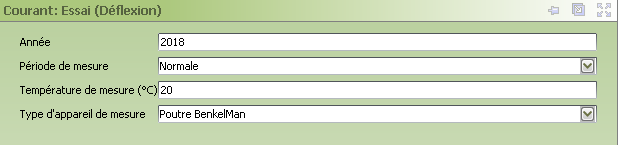 Courant: Essai (Déflexion)
Année 2018
Période de mesure Normale
Température de mesure (°C) 20
Type d'appareil de mesure Poutre BenkelMan